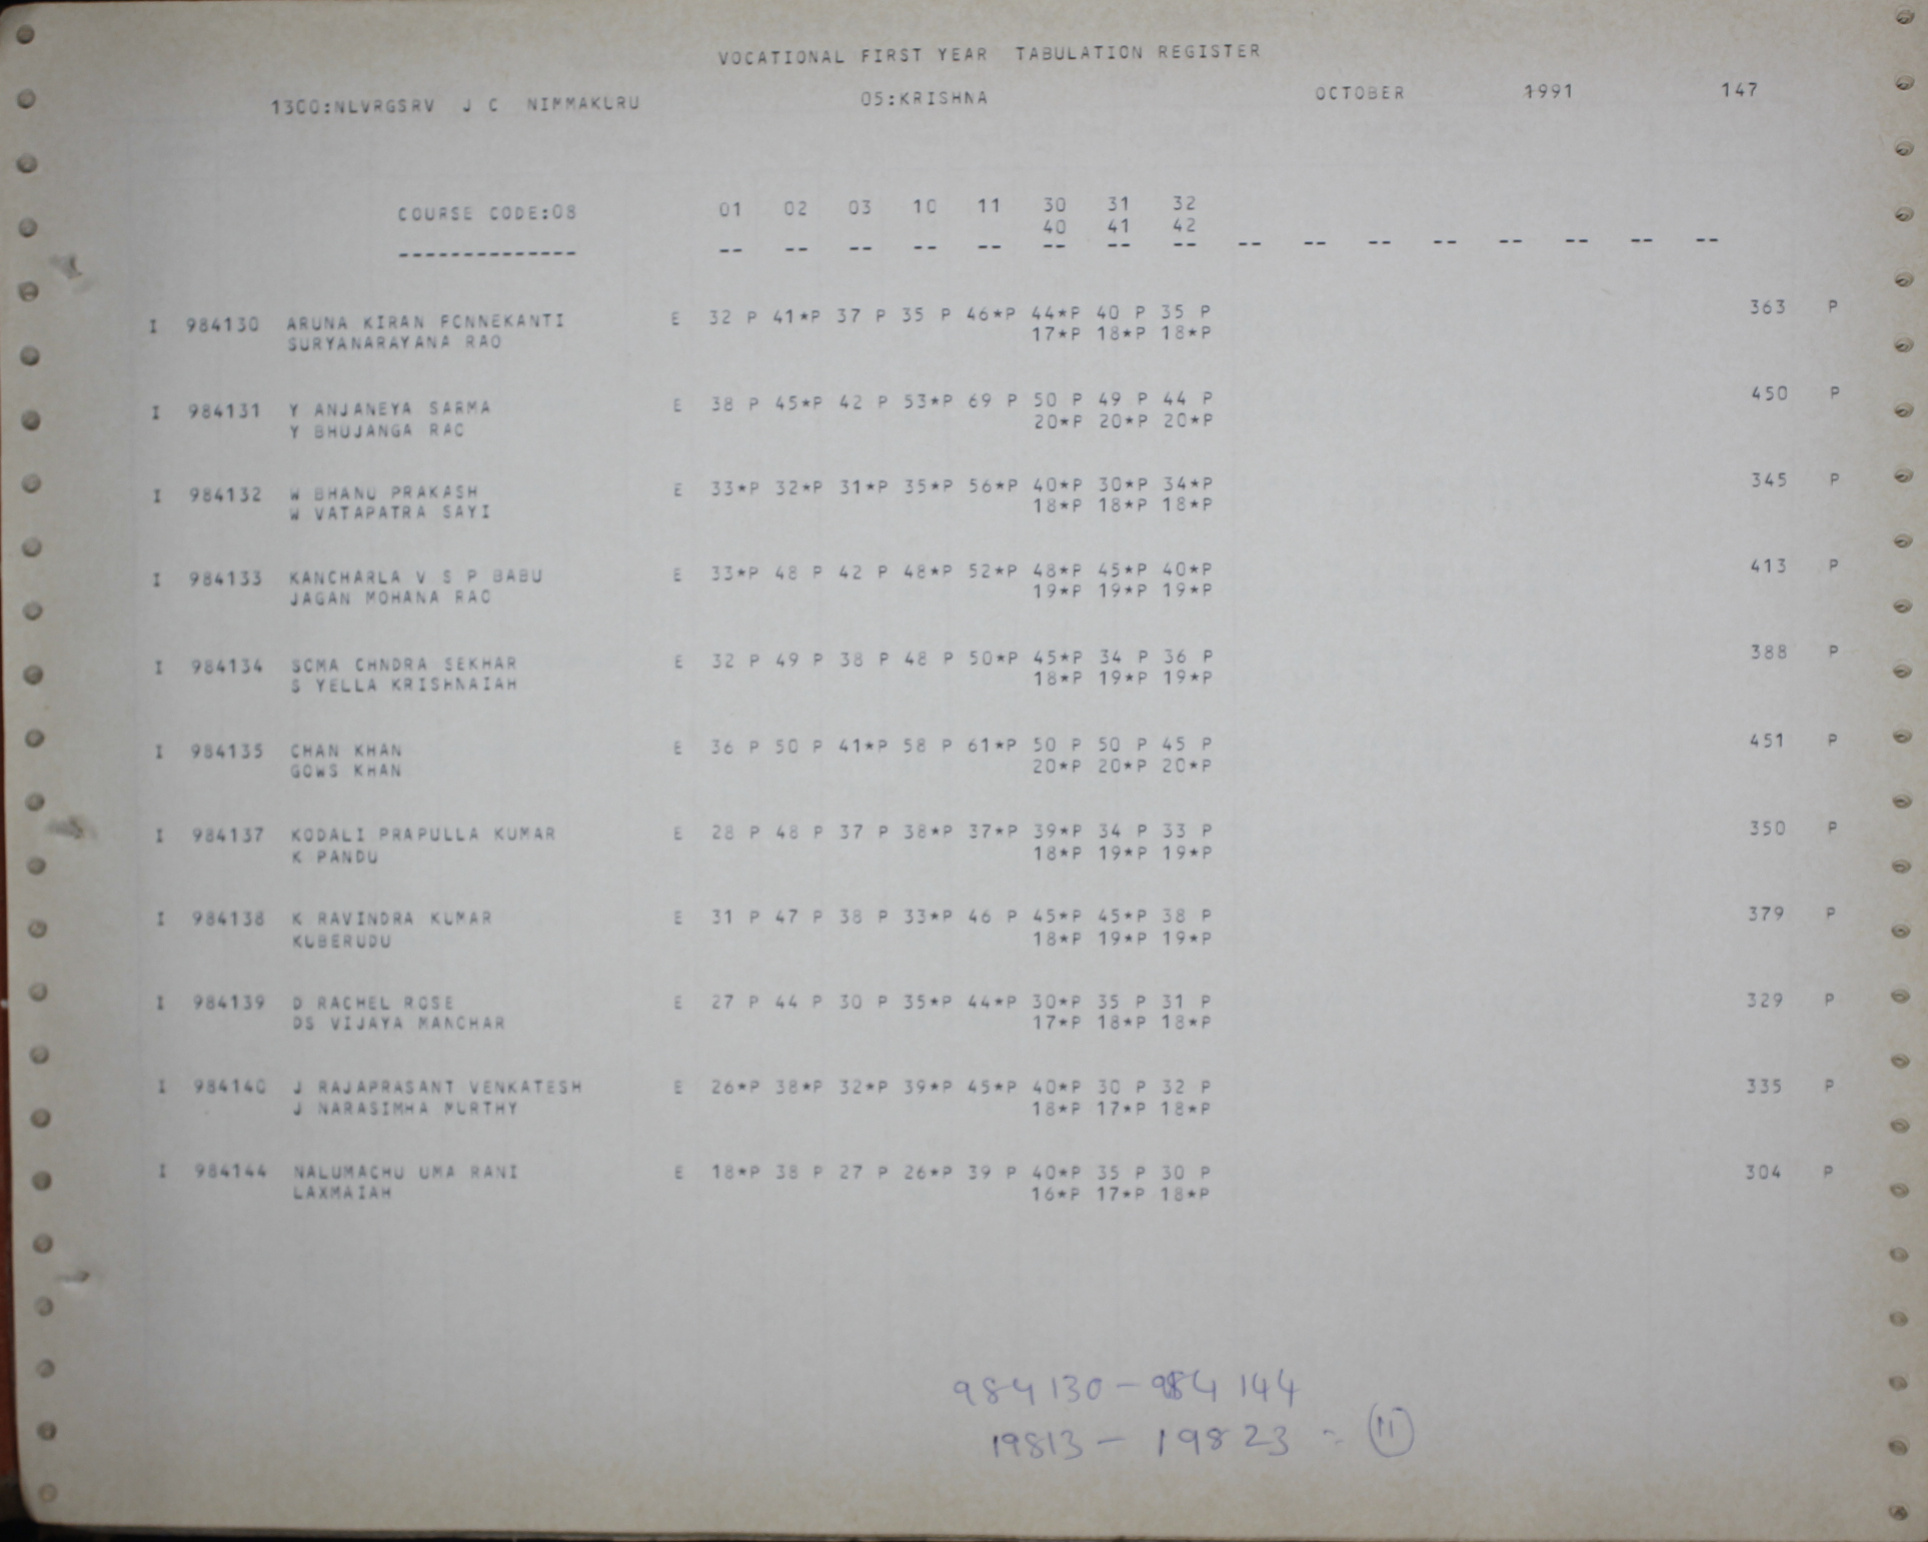 VOCATIONAL FIRST YEAR TABULATION REGISTER
1300:NLVRGSRV J C NIMMAKURU 05:KRISHNA OCTOBER 1991 147
COURSE CODE:08 01 02 03 10 11 30 31 32
40 41 42
-------------- -- -- -- -- -- -- -- -- -- -- -- -- -- -- -- --
I 984130 ARUNA KIRAN PONNEKANTI E 32 P 41*P 37 P 35 P 46*P 44*P 40 P 35 P 363 P
SURYANARAYANA RAO 17*P 18*P 18*P
I 984131 Y ANJANEYA SARMA E 38 P 45*P 42 P 53*P 69 P 50 P 49 P 44 P 450 P
Y BHUJANGA RAO 20*P 20*P 20*P
I 984132 W BHANU PRAKASH E 33*P 32*P 31*P 35*P 56*P 40*P 30*P 34*P 345 P
W VATAPATRA SAYI 18*P 18*P 18*P
I 984133 KANCHARLA V S P BABU E 33*P 48 P 42 P 48*P 52*P 48*P 45*P 40*P 413 P
JAGAN MOHANA RAO 19*P 19*P 19*P
I 984134 SOMA CHNDRA SEKHAR E 32 P 49 P 38 P 48 P 50*P 45*P 34 P 36 P 388 P
S YELLA KRISHNAIAH 18*P 19*P 19*P
I 984135 CHAN KHAN E 36 P 50 P 41*P 58 P 61*P 50 P 50 P 45 P 451 P
GOWS KHAN 20*P 20*P 20*P
I 984137 KODALI PRAPULLA KUMAR E 28 P 48 P 37 P 38*P 37*P 39*P 34 P 33 P 350 P
K PANDU 18*P 19*P 19*P
I 984138 K RAVINDRA KUMAR E 31 P 47 P 38 P 33*P 46 P 45*P 45*P 38 P 379 P
KUBERUDU 18*P 19*P 19*P
I 984139 D RACHEL ROSE E 27 P 44 P 30 P 35*P 44*P 30*P 35 P 31 P 329 P
DS VIJAYA MANOHAR 17*P 18*P 18*P
I 984140 J RAJAPRASANT VENKATESH E 26*P 38*P 32*P 39*P 45*P 40*P 30 P 32 P 335 P
J NARASIMHA MURTHY 18*P 17*P 18*P
I 984144 NALUMACHU UMA RANI E 18*P 38 P 27 P 26*P 39 P 40*P 35 P 30 P 304 P
LAXMAIAH 16*P 17*P 18*P
984130 - 984144
19813 - 19823 = 11